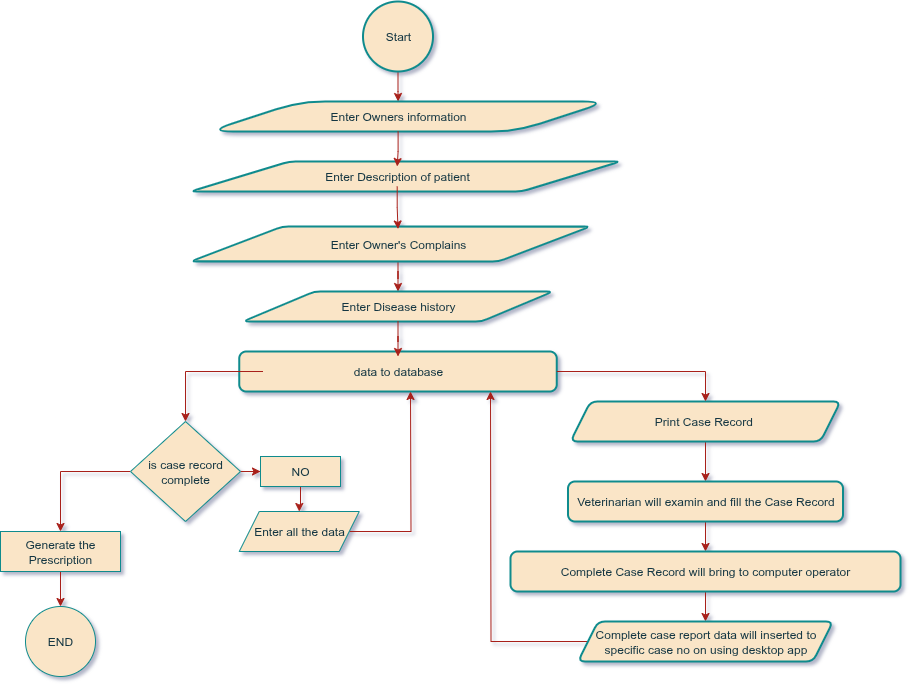 Start
Enter Owners information
Enter Description of patient
Enter Owner's Complains
Enter Disease history
data to database
Print Case Record
is case record
complete
NO
Veterinarian will examin and fill the Case Record
Enter all the data
Generate the
Prescription
Complete Case Record will bring to computer operator
END
Complete case report data will inserted to
specific case no on using desktop app